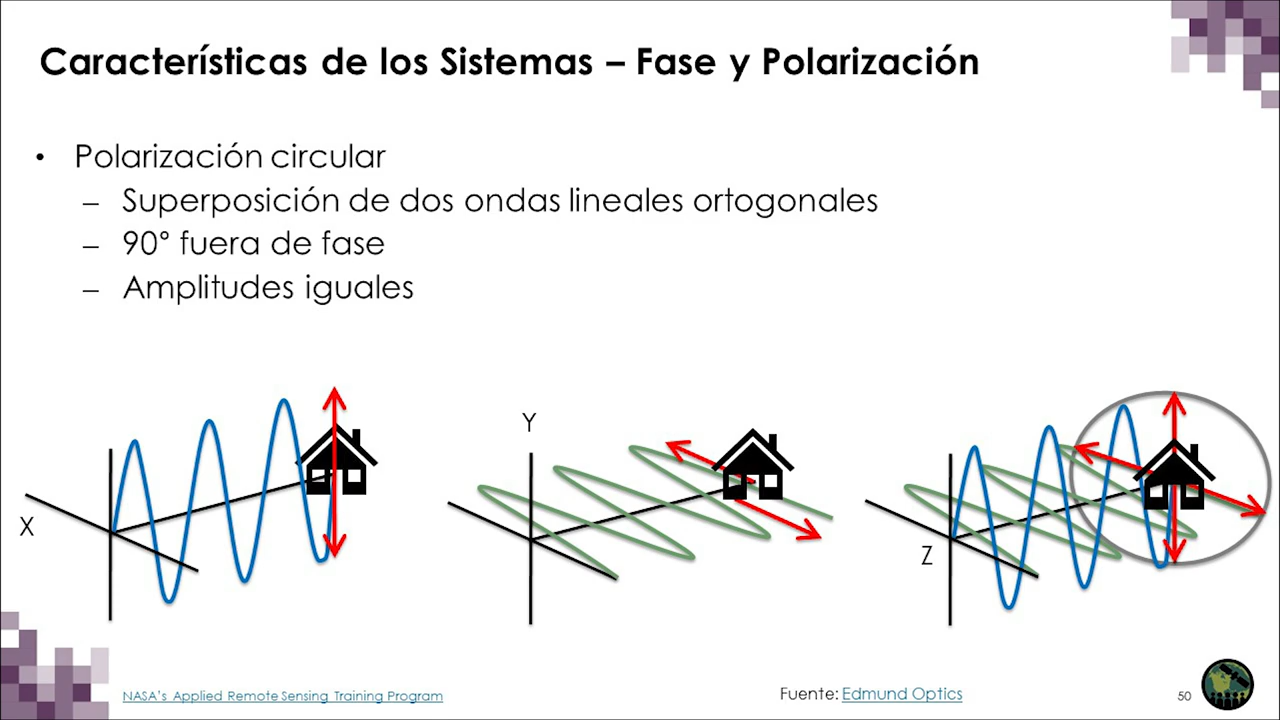 Características de los Sistemas – Fase y Polarización
• Polarización circular
– Superposición de dos ondas lineales ortogonales
– 90° fuera de fase
– Amplitudes iguales
X
Y
Z
NASA's Applied Remote Sensing Training Program
Fuente: Edmund Optics
50